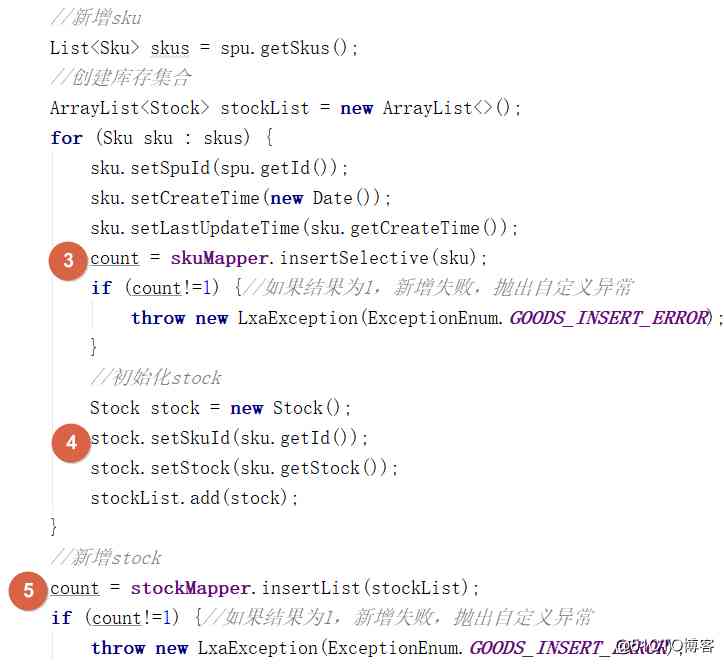 //新增sku
List<Sku> skus = spu.getSkus();
//创建库存集合
ArrayList<Stock> stockList = new ArrayList<>();
for (Sku sku : skus) {
sku.setSpuId(spu.getId());
sku.setCreateTime(new Date());
sku.setLastUpdateTime(sku.getCreateTime());
3 count = skuMapper.insertSelective(sku);
if (count!=1) {//如果结果为1，新增失败，抛出自定义异常
throw new LxaException(ExceptionEnum.GOODS_INSERT_ERROR);
}
//初始化stock
Stock stock = new Stock();
4 stock.setSkuId(sku.getId());
stock.setStock(sku.getStock());
stockList.add(stock);
}
//新增stock
5 count = stockMapper.insertList(stockList);
if (count!=1) {//如果结果为1，新增失败，抛出自定义异常
throw new LxaException(ExceptionEnum.GOODS_INSERT_ERROR);
@51CTO博客